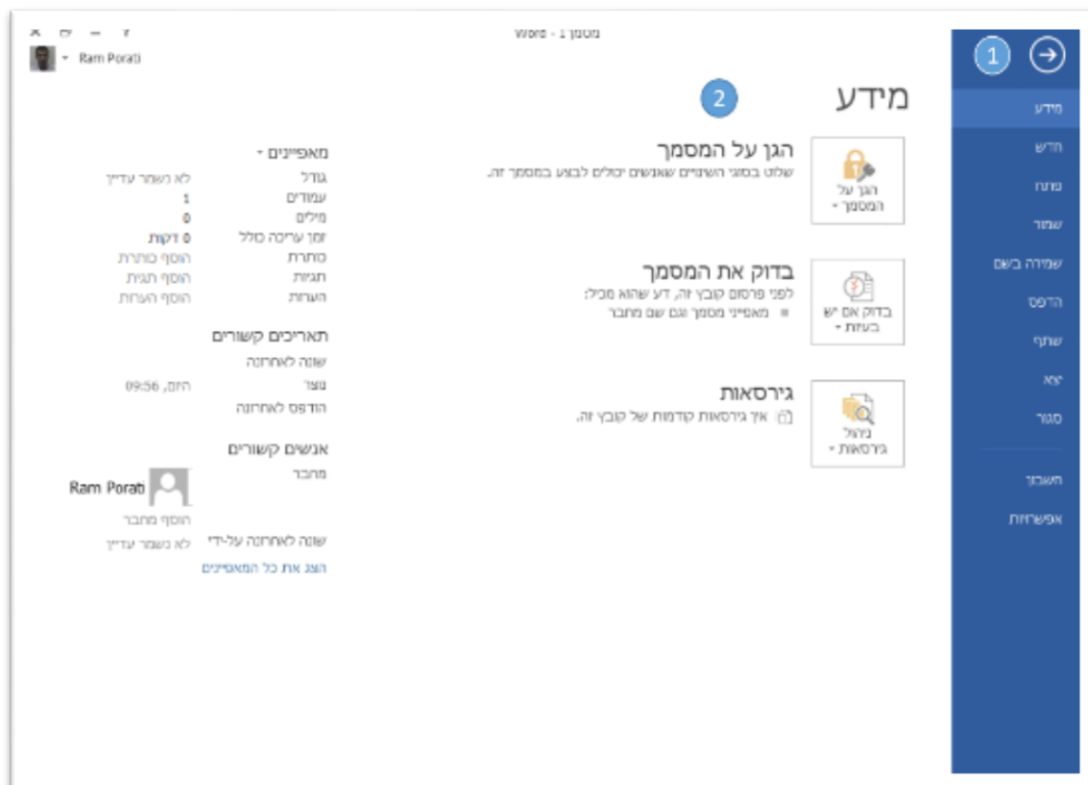 מסמך1 - Word
Ram Porati
1
2
מידע
חדש
פתח
שמור
שמירה בשם
הדפס
שתף
יצא
סגור
חשבון
אפשרויות
מידע
הגן על המסמך
הגן על המסמך
שלוט בסוגי השינויים שאנשים יכולים לבצע במסמך זה.
בדוק אם יש בעיות
בדוק את המסמך
לפני פרסום קובץ זה, דע שהוא מכיל:
מאפייני מסמך וגם שם מחבר
ניהול גירסאות
גירסאות
אין גירסאות קודמות של קובץ זה.
מאפיינים
גודל לא נשמר עדיין
עמודים 1
מילים 0
זמן עריכה כולל 0 דקות
כותרת הוסף כותרת
תגיות הוסף תגית
הערות הוסף הערות
תאריכים קשורים
שונה לאחרונה
נוצר היום, 09:56
הודפס לאחרונה
אנשים קשורים
מחבר Ram Porati
הוסף מחבר
שונה לאחרונה על-ידי לא נשמר עדיין
הצג את כל המאפיינים